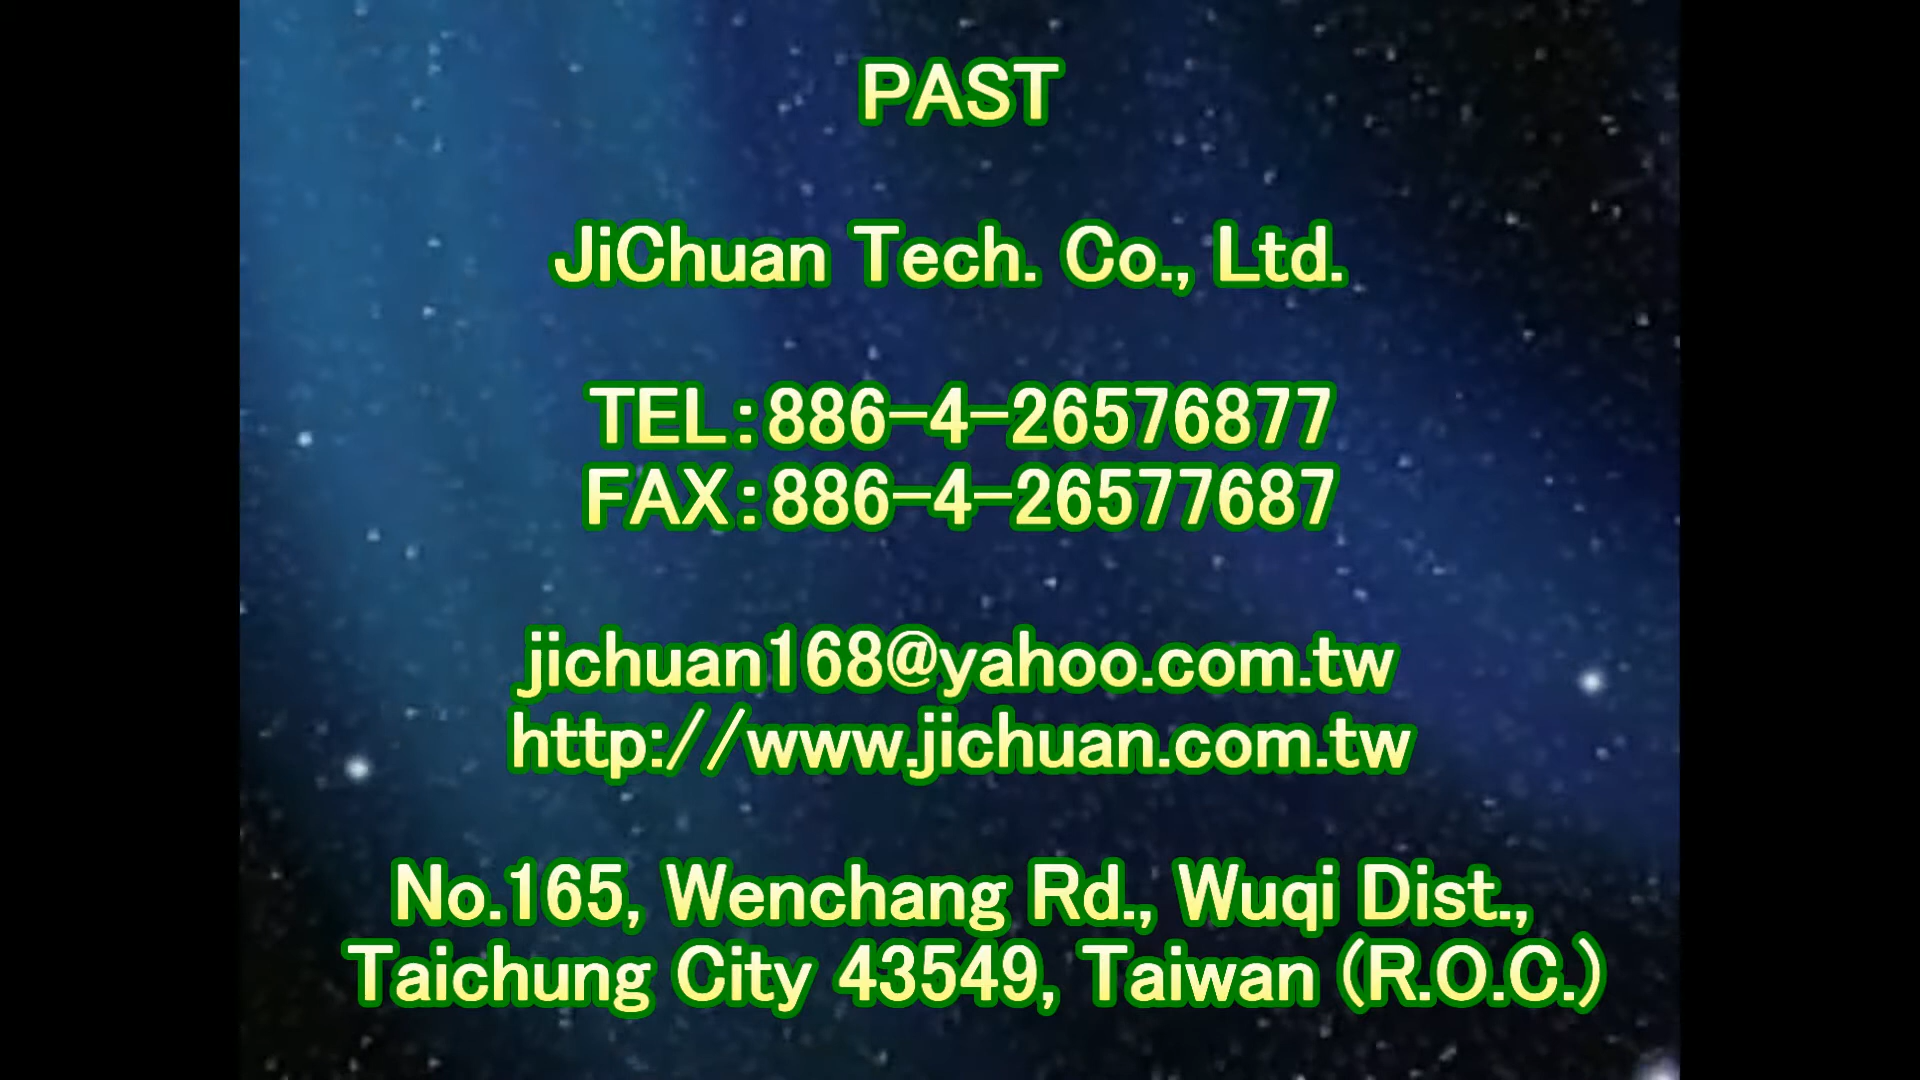 PAST
JiChuan Tech. Co., Ltd.
TEL:886-4-26576877
FAX:886-4-26577687
jichuan168@yahoo.com.tw
http://www.jichuan.com.tw
No.165, Wenchang Rd., Wuqi Dist.,
Taichung City 43549, Taiwan (R.O.C.)